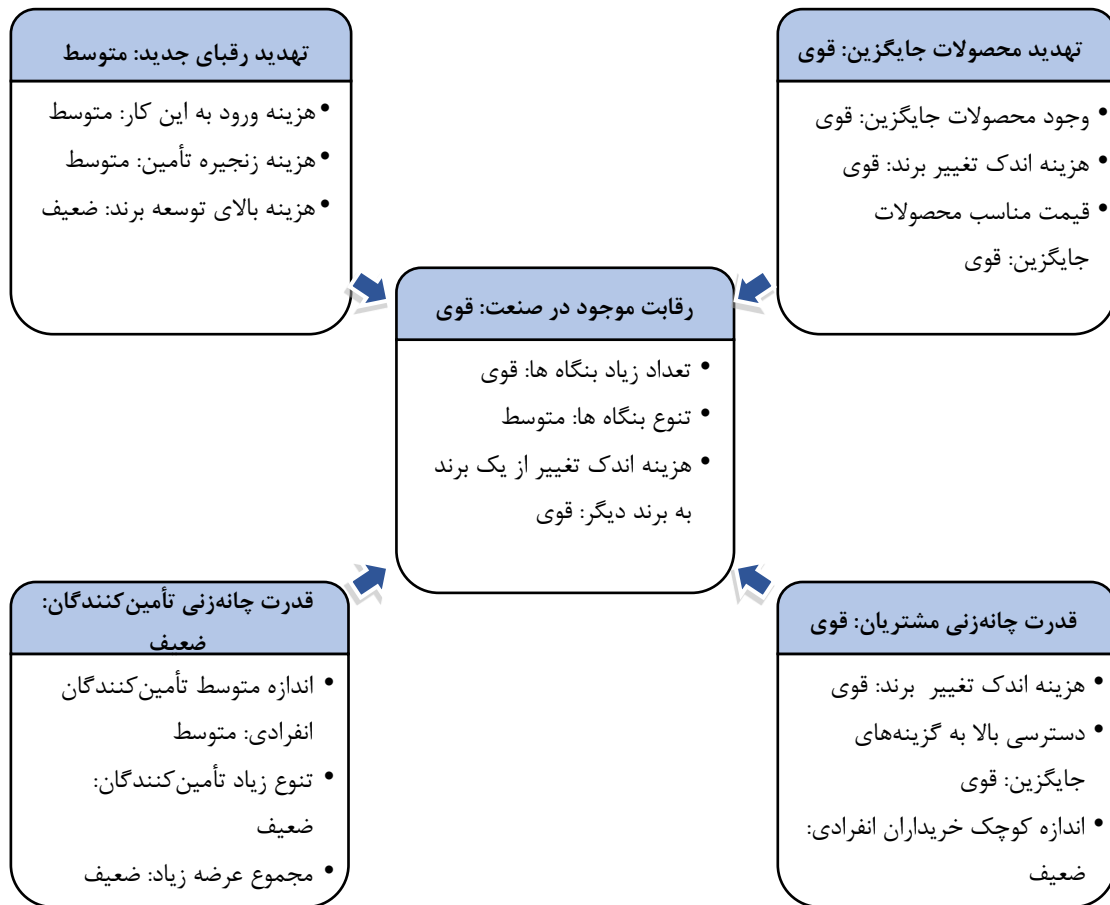 تهدید محصولات جایگزین: قوی
• وجود محصولات جایگزین: قوی
• هزینه اندک تغییر برند: قوی
• قیمت مناسب محصولات
جایگزین: قوی
تهدید رقبای جدید: متوسط
• هزینه ورود به این کار: متوسط
• هزینه زنجیره تأمین: متوسط
• هزینه بالای توسعه برند: ضعیف
رقابت موجود در صنعت: قوی
• تعداد زیاد بنگاه ها: قوی
• تنوع بنگاه ها: متوسط
• هزینه اندک تغییر از یک برند
به برند دیگر: قوی
قدرت چانه‌زنی مشتریان: قوی
• هزینه اندک تغییر برند: قوی
• دسترسی بالا به گزینه‌های
جایگزین: قوی
• اندازه کوچک خریداران انفرادی:
ضعیف
قدرت چانه‌زنی تأمین‌کنندگان:
ضعیف
• اندازه متوسط تأمین‌کنندگان
انفرادی: متوسط
• تنوع زیاد تأمین‌کنندگان:
ضعیف
• مجموع عرضه زیاد: ضعیف